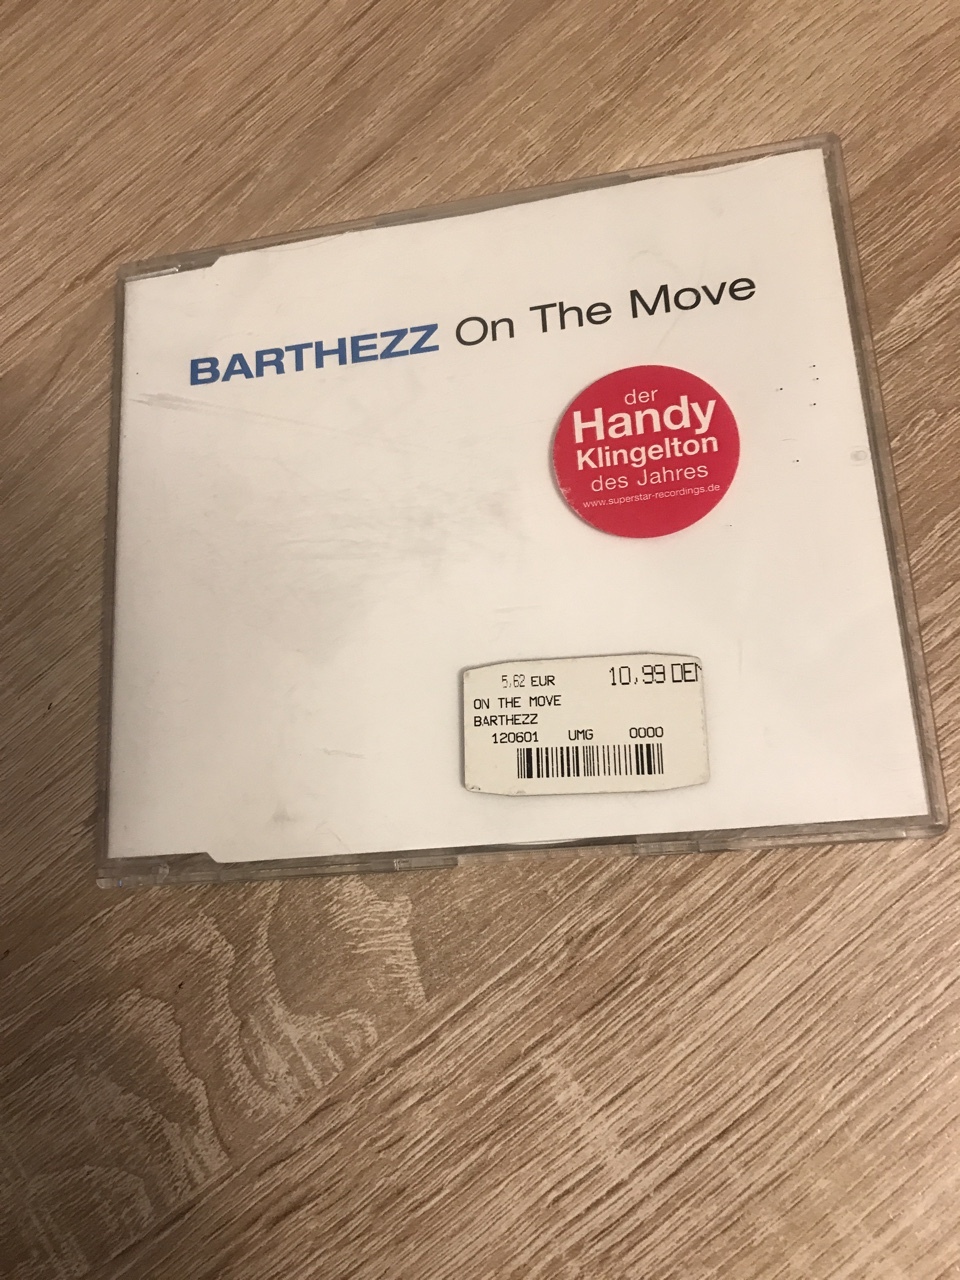 BARTHEZZ On The Move
der
Handy
Klingelton
des Jahres
www.superstar-recordings.de
5,62 EUR 10,99 DEM
ON THE MOVE
BARTHEZZ
120601 UMG 0000